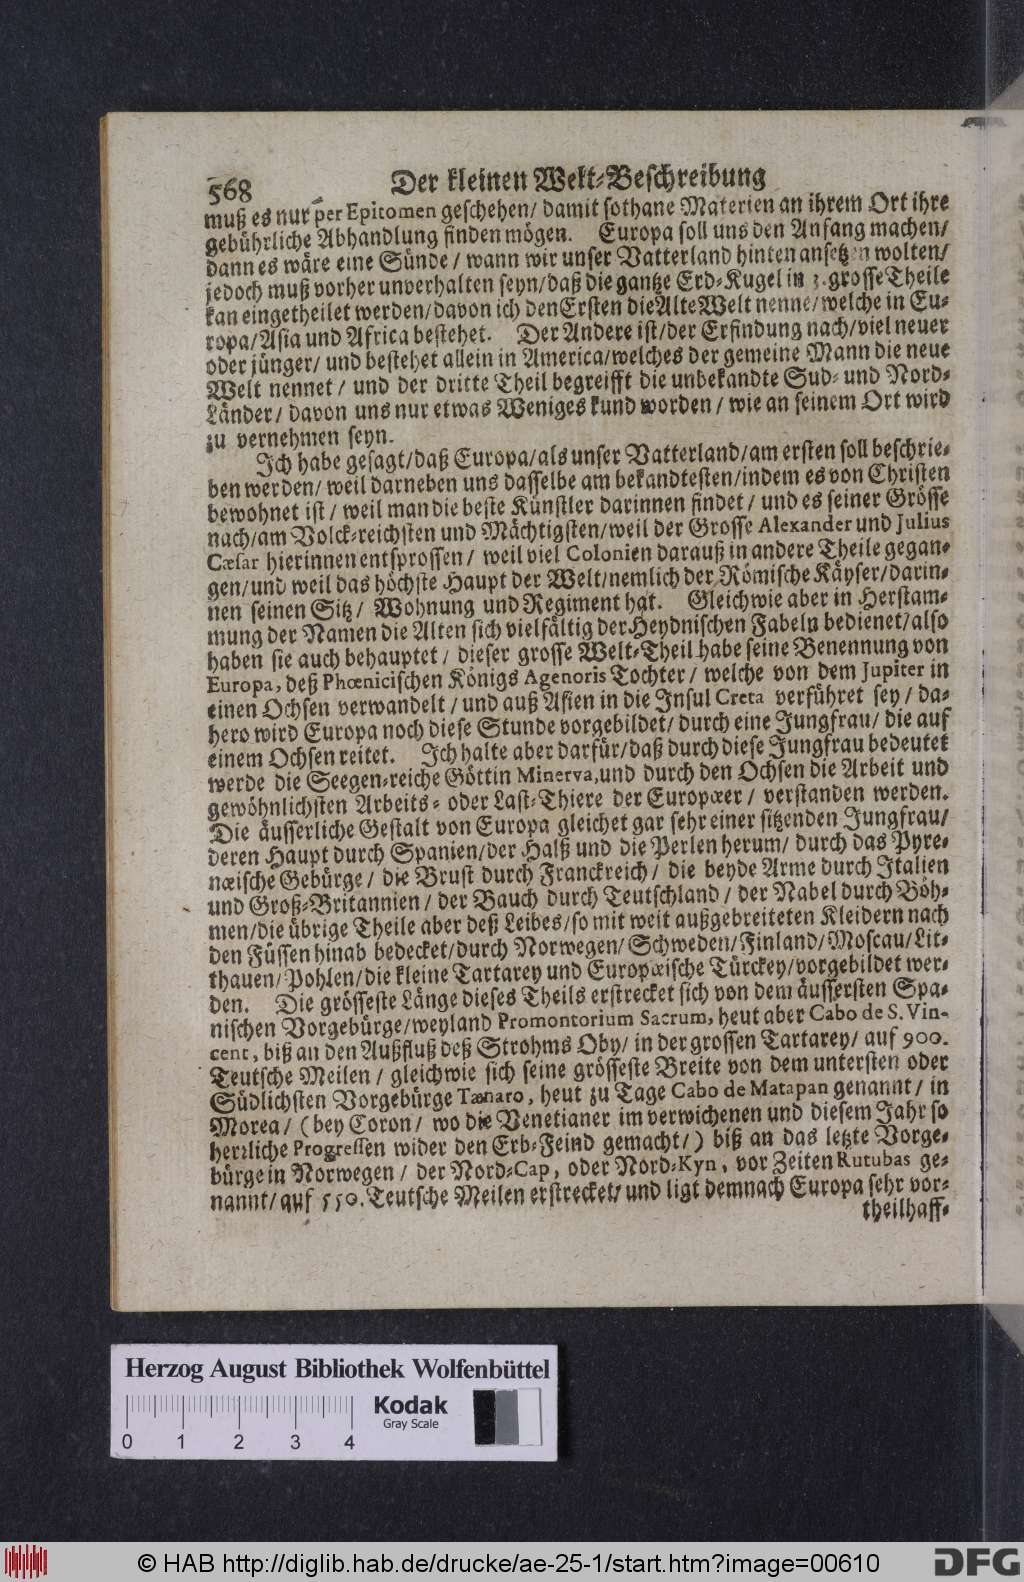 568 Der kleinen Welt-Beschreibung
muß es nur per Epitomen geschehen/ damit sothane Materien an ihrem Ort ihre
gebührliche Abhandlung finden mögen. Europa soll uns den Anfang machen/
dann es wäre eine Sünde/ wann wir unser Vatterland hinten ansetzen wolten/
jedoch muß vorher unverhalten seyn/ daß die gantze Erd-Kugel in 3. grosse Theile
kan eingetheilet werden/ davon ich den Ersten die Alte Welt nenne/ welche in Eu-
ropa/ Asia und Africa bestehet. Der Andere ist/ der Erfindung nach/ viel neuer
oder jünger/ und bestehet allein in America/ welches der gemeine Mann die neue
Welt nennet/ und der dritte Theil begreifft die unbekandte Sud- und Nord-
Länder/ davon uns nur etwas Weniges kund worden/ wie an seinem Ort wird
zu vernehmen seyn.
Ich habe gesagt/ daß Europa/ als unser Vatterland/ am ersten soll beschrie-
ben werden/ weil darneben uns dasselbe am bekandtesten/ indem es von Christen
bewohnet ist/ weil man die beste Künstler darinnen findet/ und es seiner Grösse
nach/ am Volck-reichsten und Mächtigsten/ weil der Grosse Alexander und Julius
Cæsar hierinnen entsprossen/ weil viel Colonien darauß in andere Theile gegan-
gen/ und weil das höchste Haupt der Welt/ nemlich der Römische Käyser/ darin-
nen seinen Sitz/ Wohnung und Regiment hat. Gleichwie aber in Herstam-
mung der Namen die Alten sich vielfältig der Heydnischen Fabeln bedienet/ also
haben sie auch behauptet/ dieser grosse Welt-Theil habe seine Benennung von
Europa, deß Phœnicischen Königs Agenoris Tochter/ welche von dem Jupiter in
einen Ochsen verwandelt/ und auß Asien in die Insul Creta verführet sey/ da-
hero wird Europa noch diese Stunde vorgebildet/ durch eine Jungfrau/ die auf
einem Ochsen reitet. Ich halte aber darfür/ daß durch diese Jungfrau bedeutet
werde die Seegen-reiche Göttin Minerva, und durch den Ochsen die Arbeit und
gewöhnlichsten Arbeits- oder Last-Thiere der Europœer/ verstanden werden.
Die äusserliche Gestalt von Europa gleichet gar sehr einer sitzenden Jungfrau/
deren Haupt durch Spanien/ der Halß und die Perlen herum/ durch das Pyre-
nœische Gebürge/ die Brust durch Franckreich/ die beyde Arme durch Italien
und Groß-Britannien/ der Bauch durch Teutschland/ der Nabel durch Böh-
men/ die übrige Theile aber deß Leibes/ so mit weit außgebreiteten Kleidern nach
den Füssen hinab bedecket/ durch Norwegen/ Schweden/ Finland/ Moscau/ Lit-
thauen/ Pohlen/ die kleine Tartarey und Europœische Türckey/ vorgebildet wer-
den. Die grösseste Länge dieses Theils erstrecket sich von dem äussersten Spa-
nischen Vorgebürge/ weyland Promontorium Sacrum, heut aber Cabo de S. Vin-
cent, biß an den Außfluß deß Strohms Oby/ in der grossen Tartarey/ auf 900.
Teutsche Meilen/ gleichwie sich seine grösseste Breite von dem untersten oder
Südlichsten Vorgebürge Tænaro, heut zu Tage Cabo de Matapan genannt/ in
Morea/ (bey Coron/ wo die Venetianer im verwichenen und diesem Jahr so
herrliche Progressen wider den Erb-Feind gemacht/) biß an das letzte Vorge-
bürge in Norwegen/ der Nord-Cap, oder Nord-Kyn, vor Zeiten Rutubas ge-
nannt/ auf 550. Teutsche Meilen erstrecket/ und ligt demnach Europa sehr vor-
theilhaff-
Herzog August Bibliothek Wolfenbüttel
Kodak
Gray Scale
0 1 2 3 4
© HAB http://diglib.hab.de/drucke/ae-25-1/start.htm?image=00610
DFG